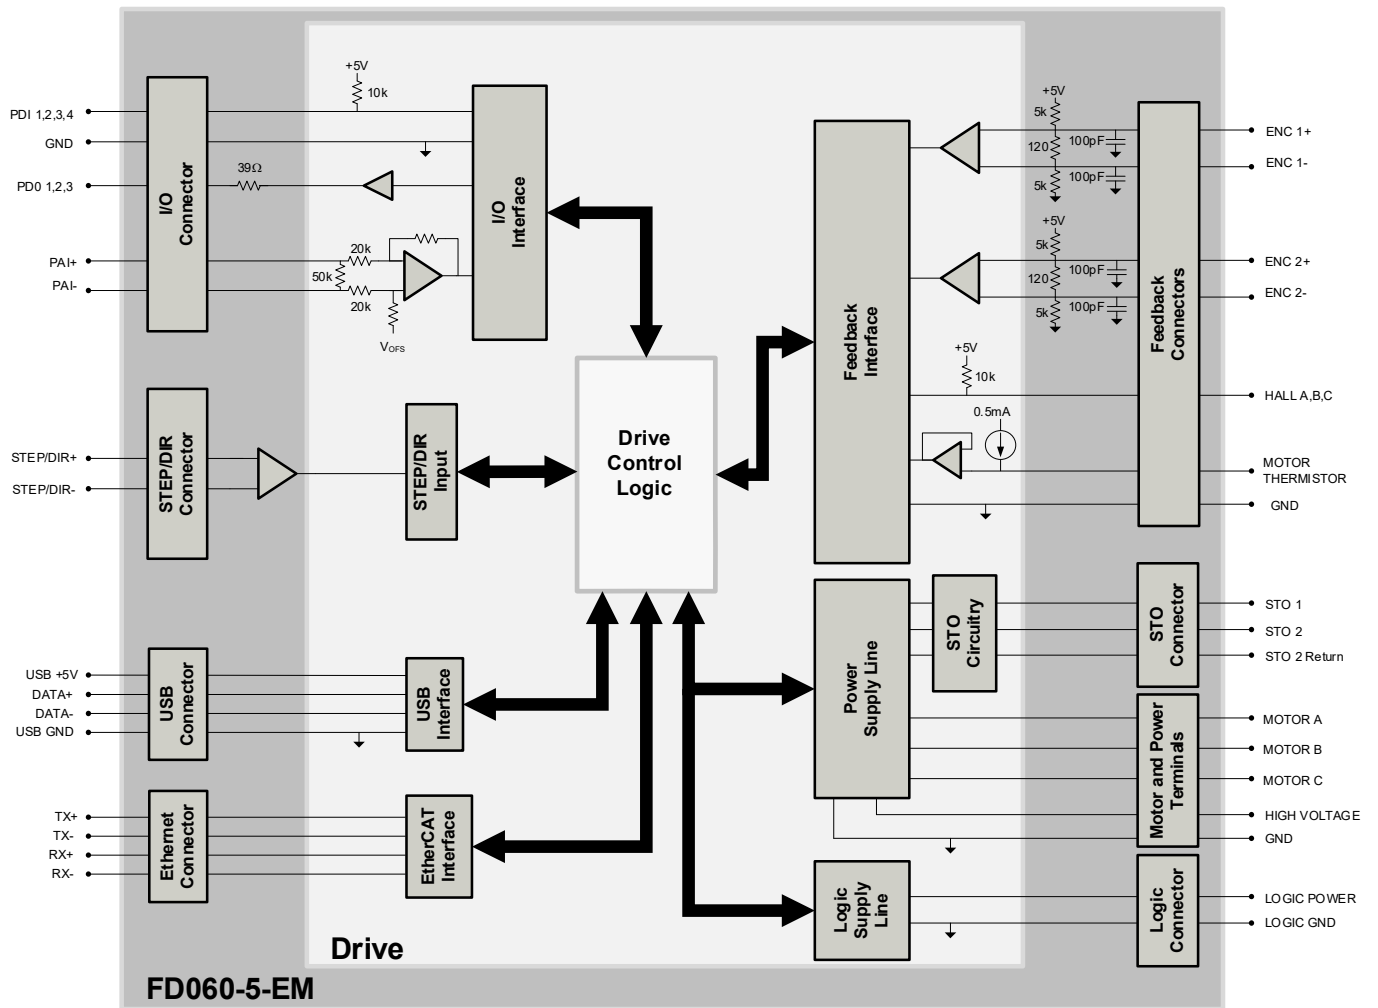 PDI 1,2,3,4
GND
PD0 1,2,3
PAI+
PAI-
I/O
Connector
39Ω
+5V
10k
20k
50k
20k
VOFS
I/O
Interface
STEP/DIR+
STEP/DIR-
STEP/DIR
Connector
STEP/DIR
Input
USB +5V
DATA+
DATA-
USB GND
USB
Connector
USB
Interface
TX+
TX-
RX+
RX-
Ethernet
Connector
EtherCAT
Interface
Drive
Control
Logic
Feedback
Interface
+5V
5k
120
5k
100pF
100pF
+5V
5k
120
5k
100pF
100pF
+5V
10k
0.5mA
Feedback
Connectors
ENC 1+
ENC 1-
ENC 2+
ENC 2-
HALL A,B,C
MOTOR
THERMISTOR
GND
Power
Supply Line
STO
Circuitry
STO
Connector
STO 1
STO 2
STO 2 Return
Motor and Power
Terminals
MOTOR A
MOTOR B
MOTOR C
HIGH VOLTAGE
GND
Logic
Supply
Line
Logic
Connector
LOGIC POWER
LOGIC GND
Drive
FD060-5-EM